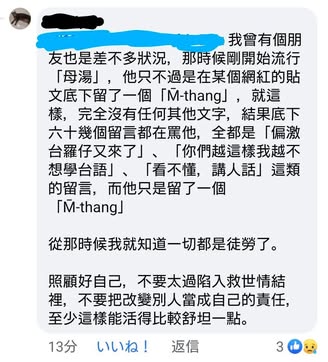 我曾有個朋
友也是差不多狀況，那時候剛開始流行
「母湯」，他只不過是在某個網紅的貼
文底下留了一個「M̄-thang」，就這
樣，完全沒有任何其他文字，結果底下
六十幾個留言都在罵他，全都是「偏激
台羅仔又來了」、「你們越這樣我越不
想學台語」、「看不懂，講人話」這類
的留言，而他只是留了一個
「M̄-thang」
從那時候我就知道一切都是徒勞了。
照顧好自己，不要太過陷入救世情結
裡，不要把改變別人當成自己的責任，
至少這樣能活得比較舒坦一點。
13分 いいね！ 返信 3